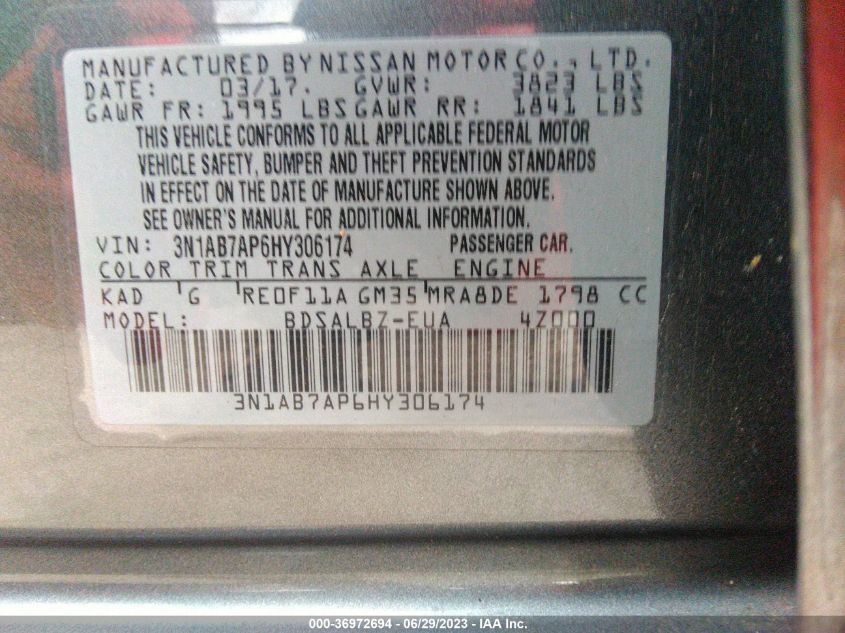 MANUFACTURED BY NISSAN MOTOR CO., LTD.
DATE: 03/17. GVWR: 3823 LBS
GAWR FR: 1995 LBS GAWR RR: 1841 LBS
THIS VEHICLE CONFORMS TO ALL APPLICABLE FEDERAL MOTOR
VEHICLE SAFETY, BUMPER AND THEFT PREVENTION STANDARDS
IN EFFECT ON THE DATE OF MANUFACTURE SHOWN ABOVE.
SEE OWNER'S MANUAL FOR ADDITIONAL INFORMATION.
VIN: 3N1AB7AP6HY306174 PASSENGER CAR.
COLOR TRIM TRANS AXLE ENGINE
KAD G RE0F11A GM35 MRA8DE 1798 CC
MODEL: BDSALBZ-EUA 4Z000
3N1AB7AP6HY306174
000-36972694 - 06/29/2023 - IAA Inc.